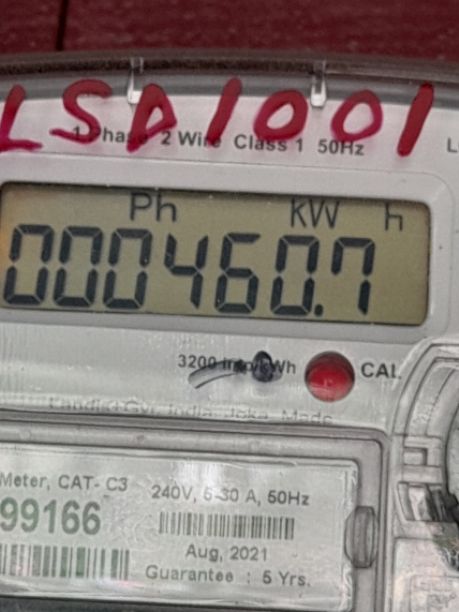 LSD1001
1 Phase 2 Wire Class 1 50Hz
Ph kW h
000460.7
3200 imp/kWh
CAL
Meter, CAT- C3
240V, 5-30 A, 50Hz
99166
Aug, 2021
Guarantee : 5 Yrs.